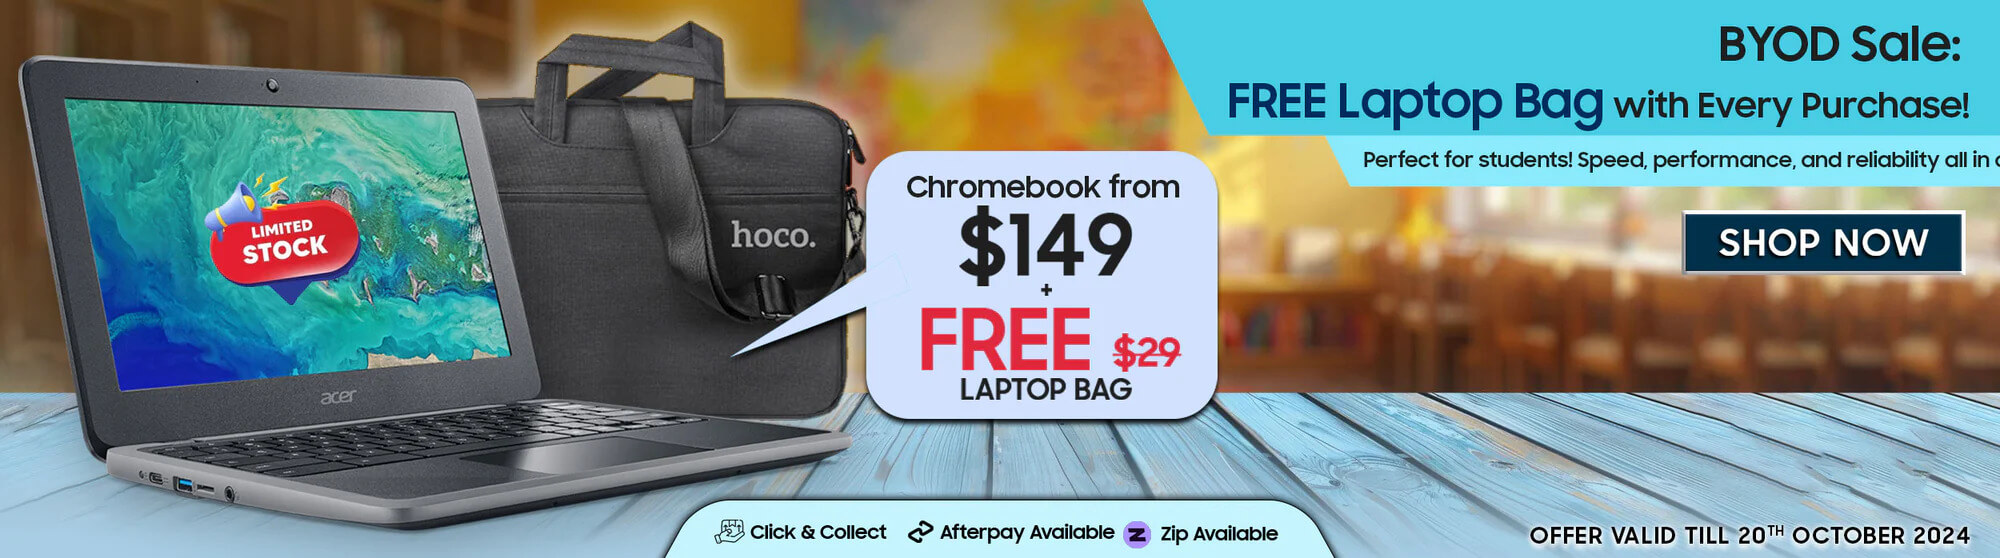 BYOD Sale:
FREE Laptop Bag with Every Purchase!
Perfect for students! Speed, performance, and reliability all in
SHOP NOW
LIMITED
STOCK
acer
hoco.
Chromebook from
$149
+
FREE $29
LAPTOP BAG
Click & Collect Afterpay Available Z Zip Available
OFFER VALID TILL 20TH OCTOBER 2024